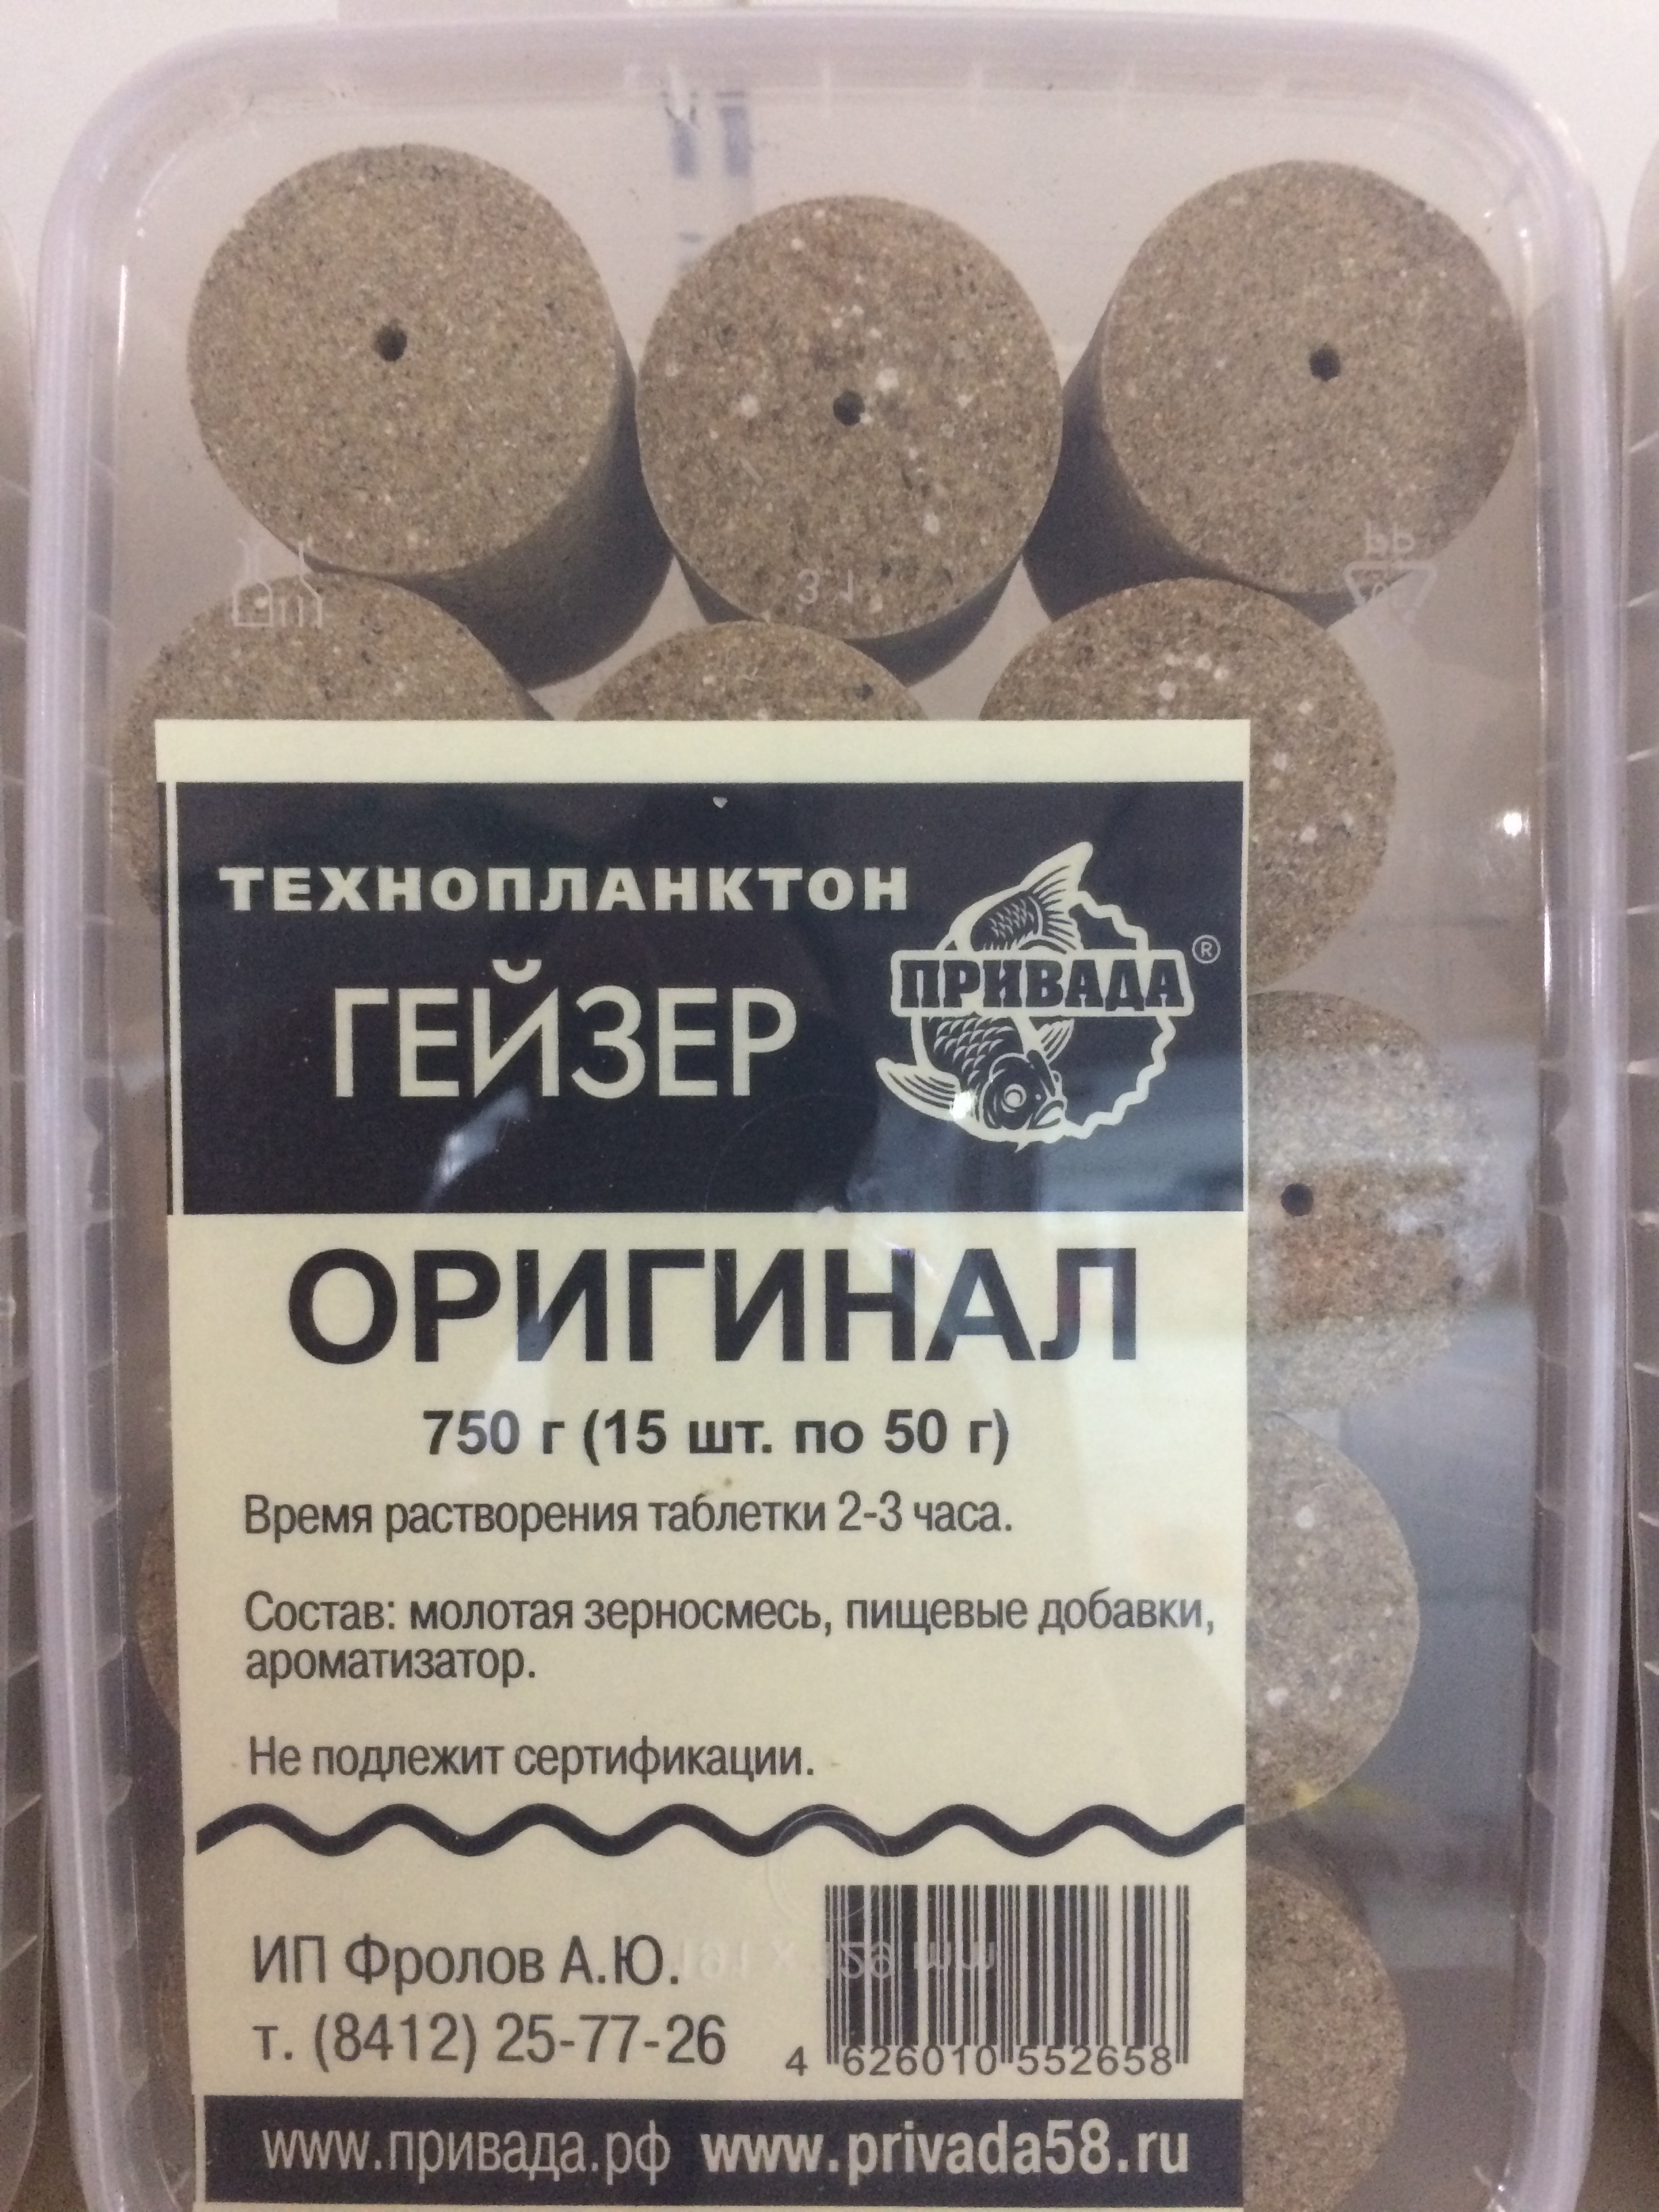 3 L
PP
ТЕХНОПЛАНКТОН
ГЕЙЗЕР
ПРИВАДА®
ОРИГИНАЛ
750 г (15 шт. по 50 г)
Время растворения таблетки 2-3 часа.
Состав: молотая зерносмесь, пищевые добавки,
ароматизатор.
Не подлежит сертификации.
ИП Фролов А.Ю.
т. (8412) 25-77-26
4 626010 552658
www.привада.рф www.privada58.ru